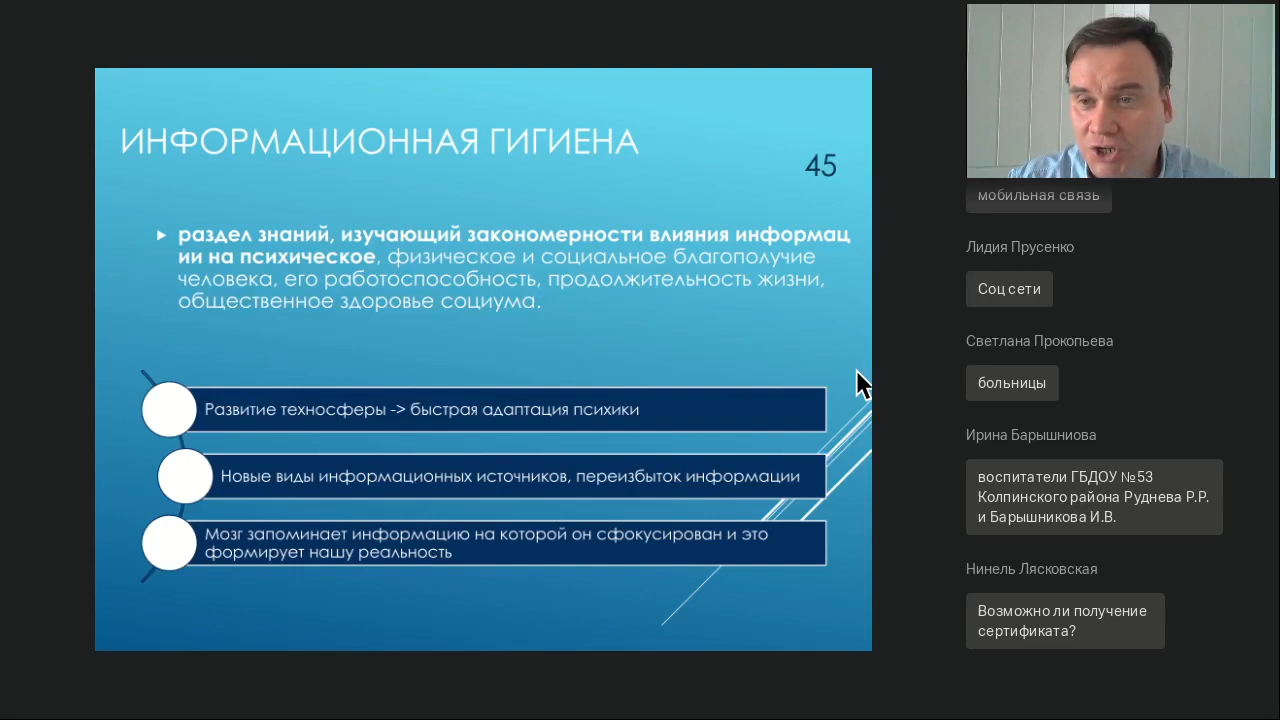 ИНФОРМАЦИОННАЯ ГИГИЕНА
45
раздел знаний, изучающий закономерности влияния информац
ии на психическое, физическое и социальное благополучие
человека, его работоспособность, продолжительность жизни,
общественное здоровье социума.
Развитие техносферы -> быстрая адаптация психики
Новые виды информационных источников, переизбыток информации
Мозг запоминает информацию на которой он сфокусирован и это
формирует нашу реальность
мобильная связь
Лидия Прусенко
Соц сети
Светлана Прокопьева
больницы
Ирина Барышниова
воспитатели ГБДОУ №53
Колпинского района Руднева Р.Р.
и Барышникова И.В.
Нинель Лясковская
Возможно ли получение
сертификата?